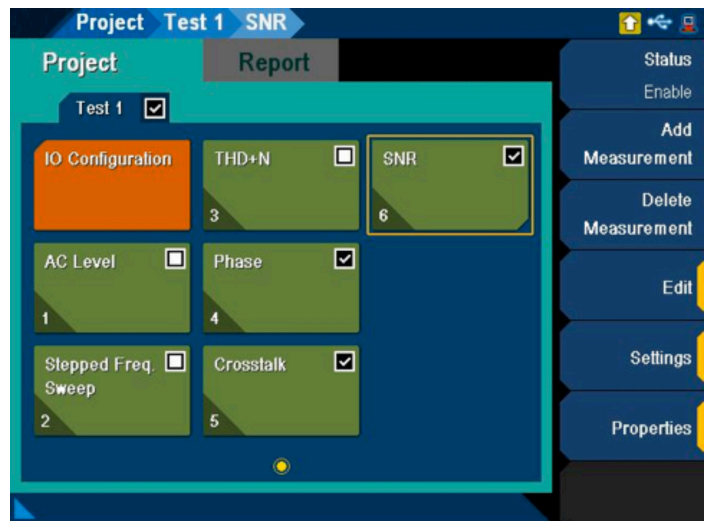 Project Test 1 SNR
Project
Report
Test 1
IO Configuration
THD+N
3
SNR
6
AC Level
1
Phase
4
Stepped Freq.
Sweep
2
Crosstalk
5
Status
Enable
Add
Measurement
Delete
Measurement
Edit
Settings
Properties